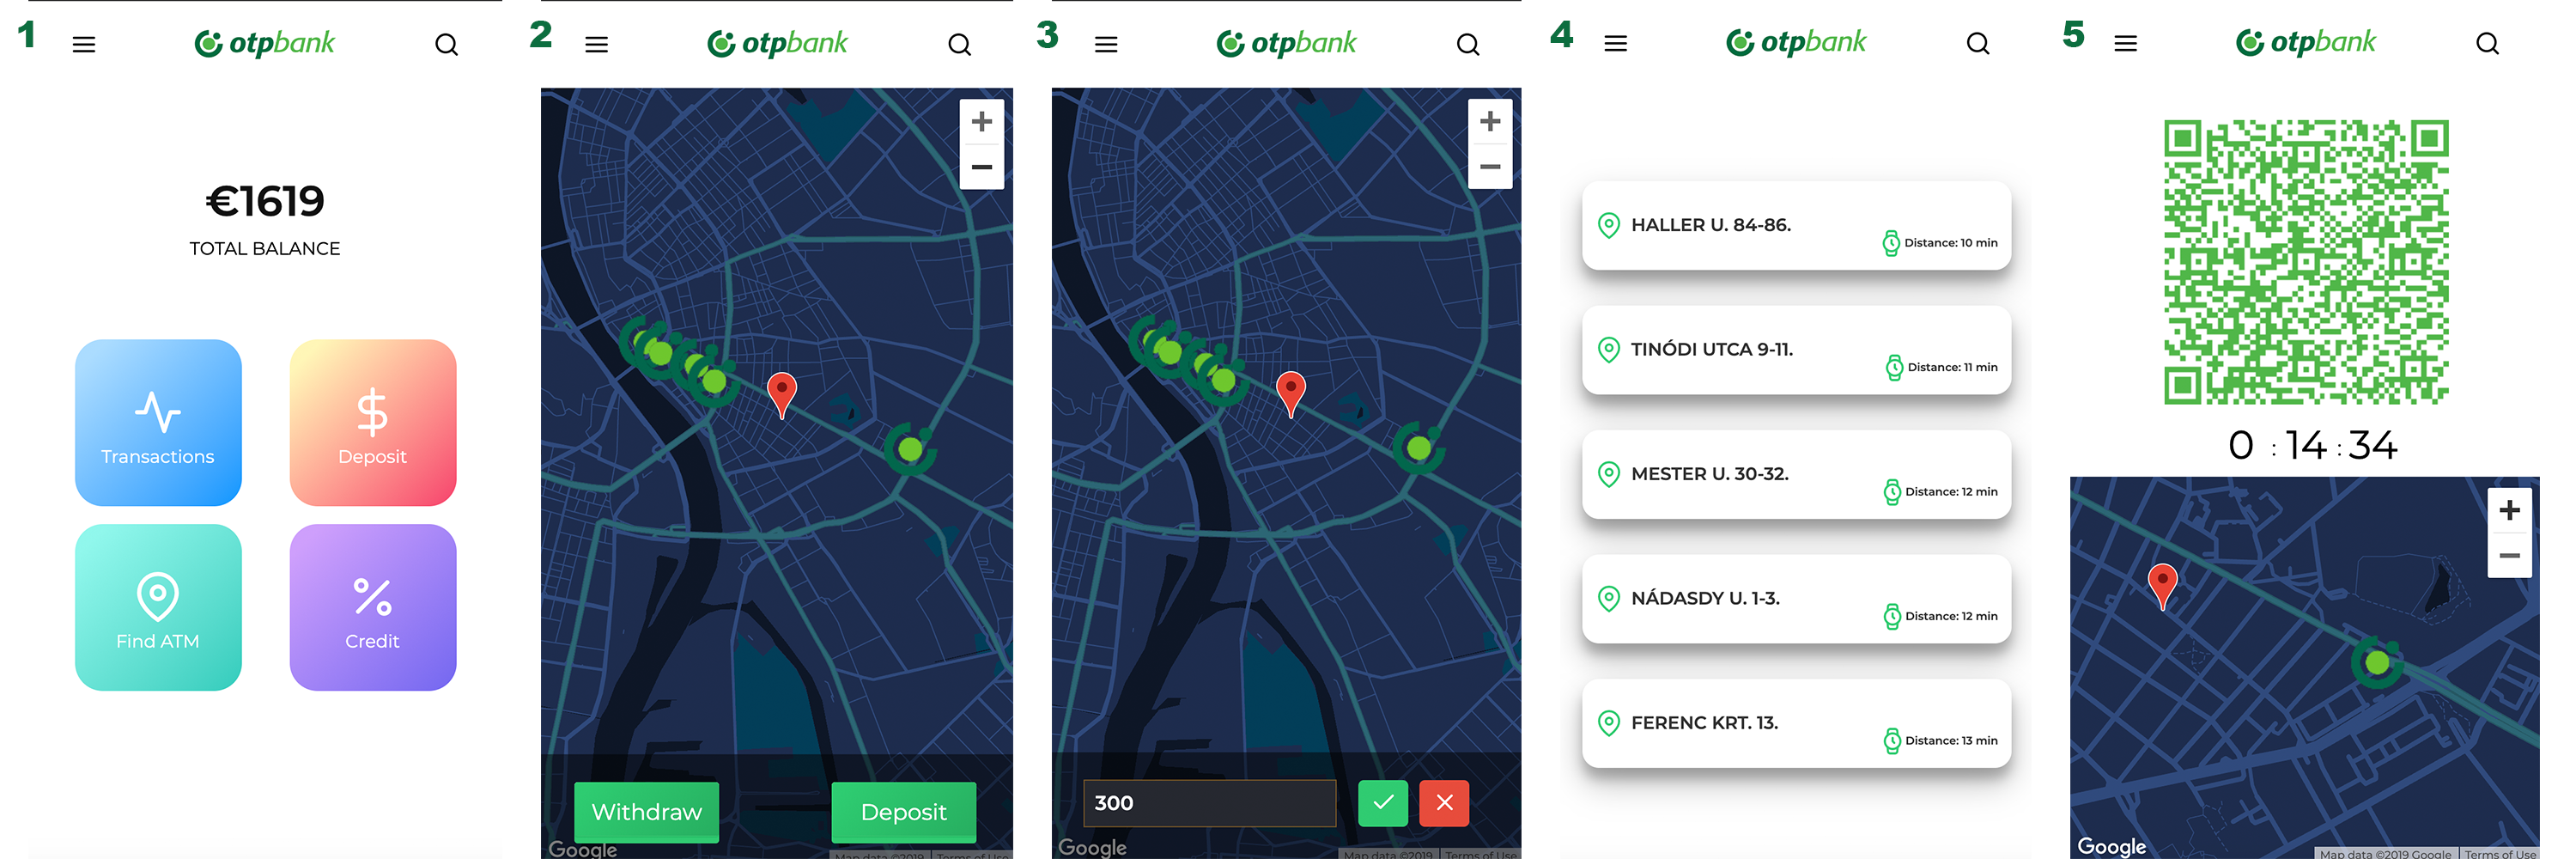 1
otpbank
€1619
TOTAL BALANCE
Transactions
Deposit
Find ATM
Credit
2
otpbank
+
−
Withdraw
Deposit
Google
Map data ©2019
Terms of Use
3
otpbank
+
−
300
Google
Map data ©2019
Terms of Use
4
otpbank
HALLER U. 84-86.
Distance: 10 min
TINÓDI UTCA 9-11.
Distance: 11 min
MESTER U. 30-32.
Distance: 12 min
NÁDASDY U. 1-3.
Distance: 12 min
FERENC KRT. 13.
Distance: 13 min
5
otpbank
0 : 14 : 34
+
−
Google
Map data ©2019 Google
Terms of Use